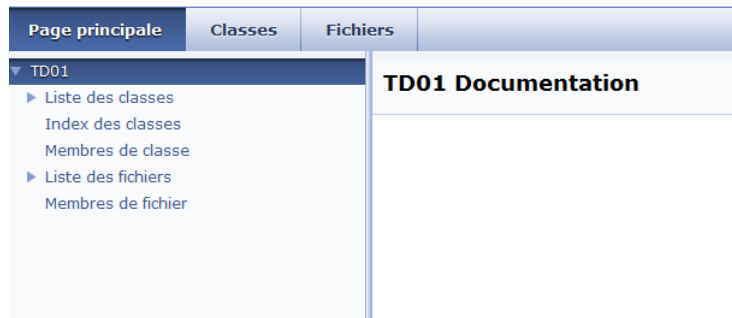 Page principale Classes Fichiers
TD01
Liste des classes
Index des classes
Membres de classe
Liste des fichiers
Membres de fichier
TD01 Documentation